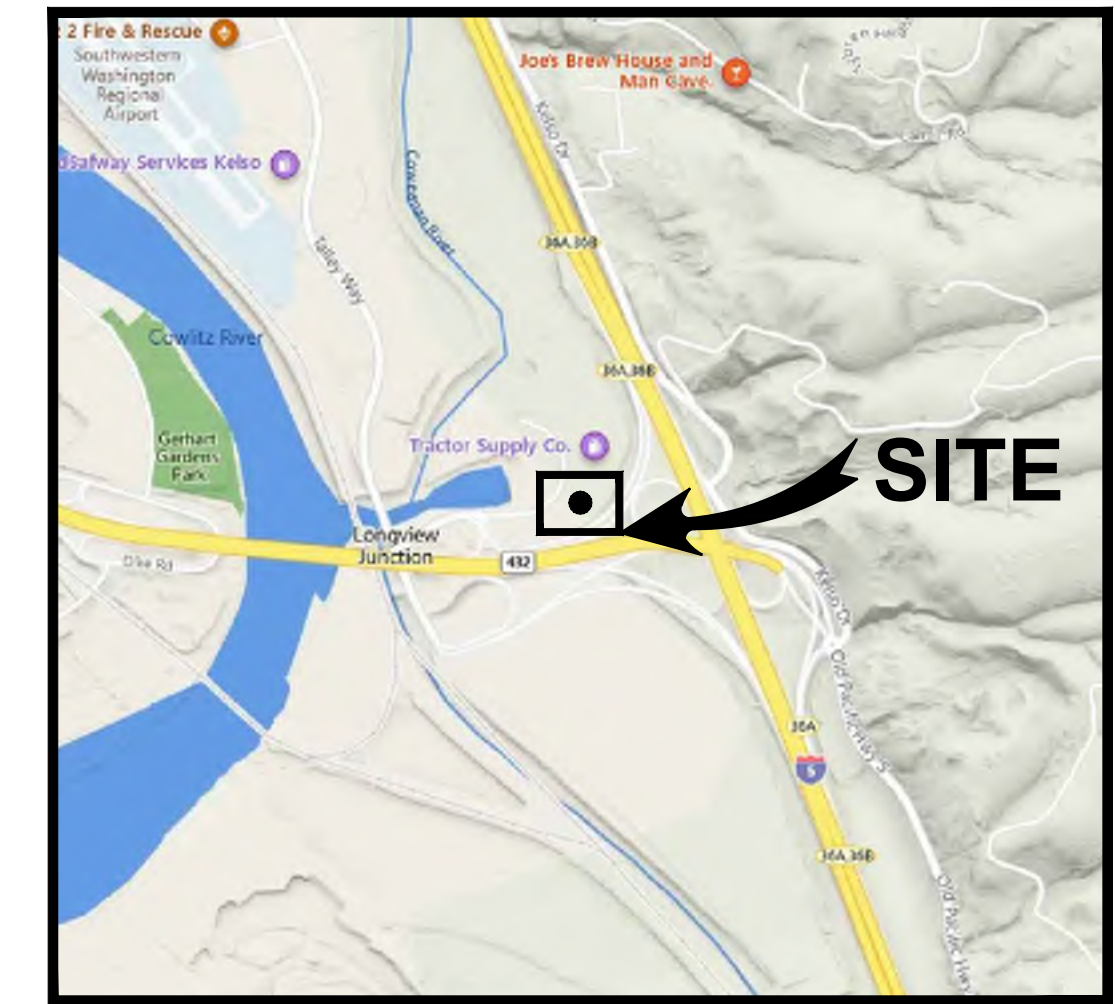 2 Fire & Rescue
Southwestern
Washington
Regional
Airport
Joe's Brew House and
Man Cave.
Kelso Dr
Safway Services Kelso
Coweeman River
Talley Way
36A,36B
Cowlitz River
36A,36B
Gerhart
Gardens
Park
Tractor Supply Co.
SITE
Longview
Junction
432
Dike Rd
Kelso Dr
Old Pacific Hwy S
36A
5
36A,36B
Old Pacific Hwy